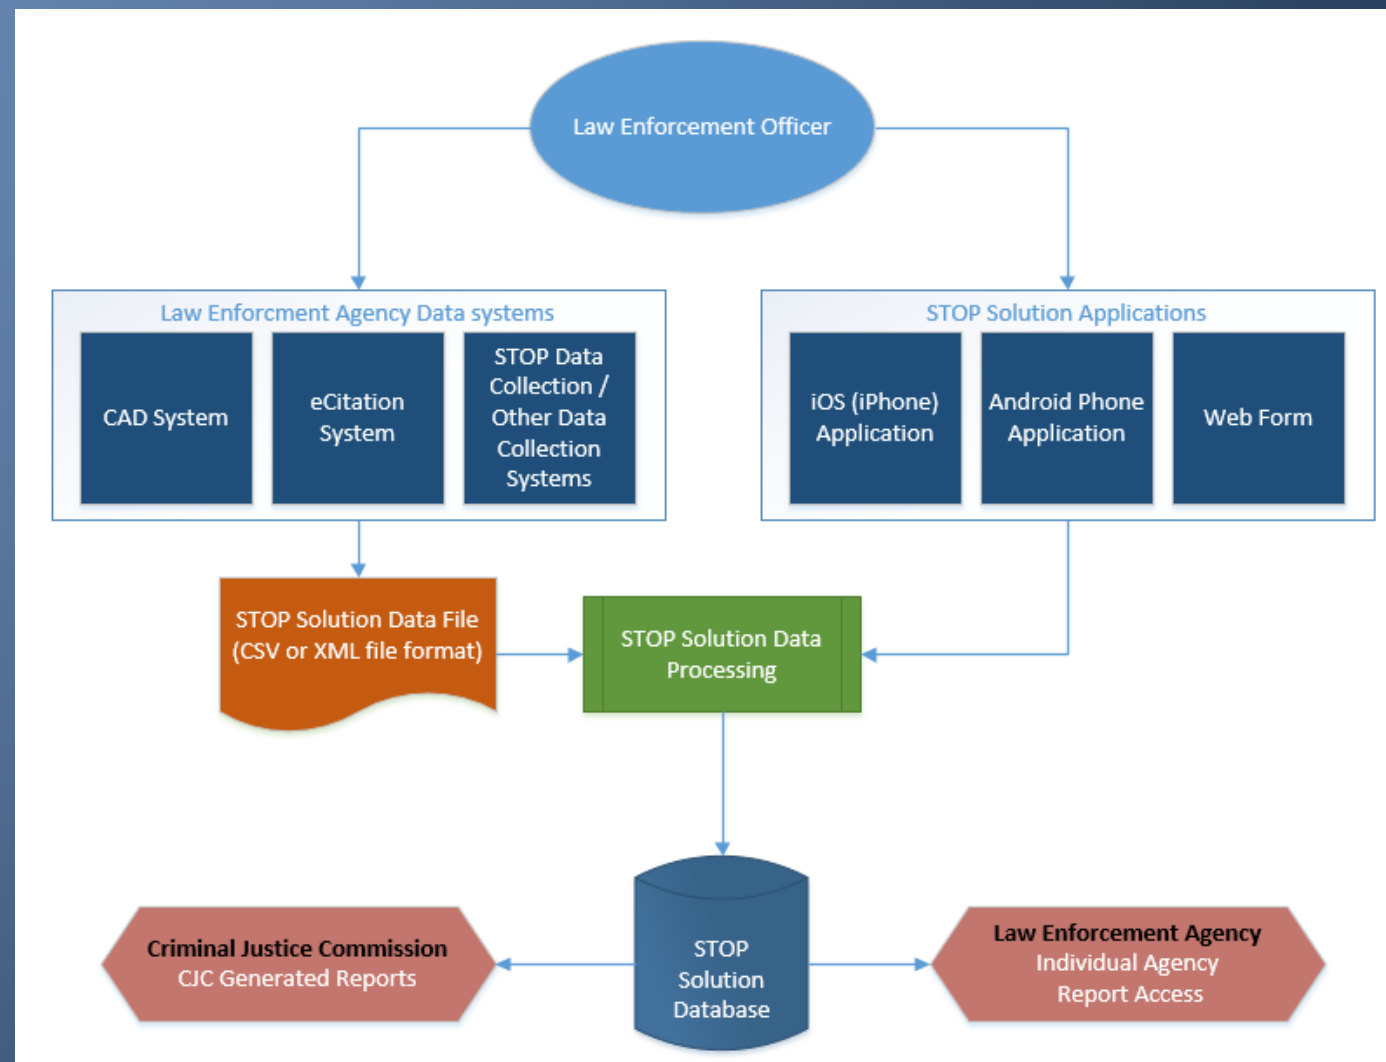 Law Enforcement Officer
Law Enforcment Agency Data systems
CAD System
eCitation
System
STOP Data
Collection /
Other Data
Collection
Systems
STOP Solution Applications
iOS (iPhone)
Application
Android Phone
Application
Web Form
STOP Solution Data File
(CSV or XML file format)
STOP Solution Data
Processing
STOP
Solution
Database
Criminal Justice Commission
CJC Generated Reports
Law Enforcement Agency
Individual Agency
Report Access